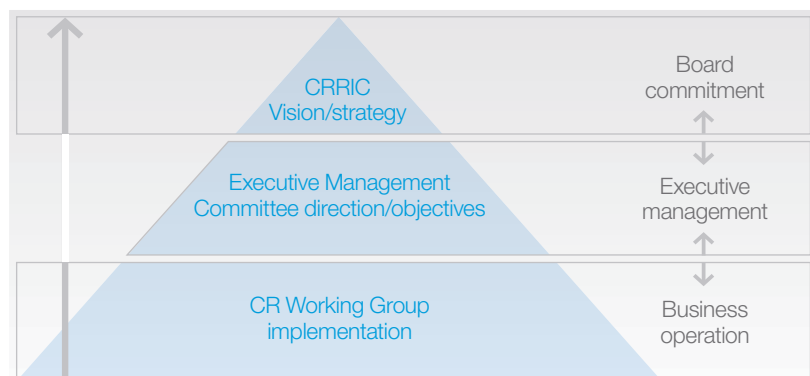 CRRIC
Vision/strategy
Board
commitment
Executive Management
Committee direction/objectives
Executive
management
CR Working Group
implementation
Business
operation